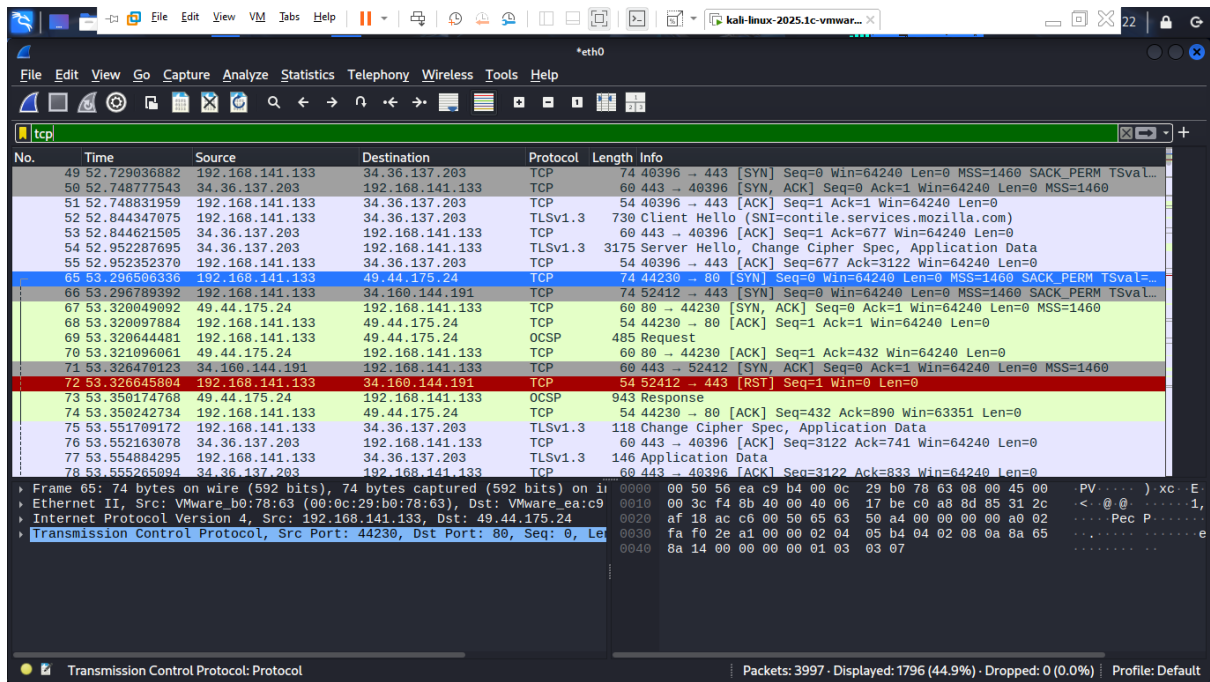 File Edit View VM Tabs Help kali-linux-2025.1c-vmwar... 22
*eth0
File Edit View Go Capture Analyze Statistics Telephony Wireless Tools Help
tcp
No. Time Source Destination Protocol Length Info
49 52.729036882 192.168.141.133 34.36.137.203 TCP 74 40396 → 443 [SYN] Seq=0 Win=64240 Len=0 MSS=1460 SACK_PERM TSval…
50 52.748777543 34.36.137.203 192.168.141.133 TCP 60 443 → 40396 [SYN, ACK] Seq=0 Ack=1 Win=64240 Len=0 MSS=1460
51 52.748831959 192.168.141.133 34.36.137.203 TCP 54 40396 → 443 [ACK] Seq=1 Ack=1 Win=64240 Len=0
52 52.844347075 192.168.141.133 34.36.137.203 TLSv1.3 730 Client Hello (SNI=contile.services.mozilla.com)
53 52.844621505 34.36.137.203 192.168.141.133 TCP 60 443 → 40396 [ACK] Seq=1 Ack=677 Win=64240 Len=0
54 52.952287695 34.36.137.203 192.168.141.133 TLSv1.3 3175 Server Hello, Change Cipher Spec, Application Data
55 52.952352370 192.168.141.133 34.36.137.203 TCP 54 40396 → 443 [ACK] Seq=677 Ack=3122 Win=64240 Len=0
65 53.296506336 192.168.141.133 49.44.175.24 TCP 74 44230 → 80 [SYN] Seq=0 Win=64240 Len=0 MSS=1460 SACK_PERM TSval=…
66 53.296789392 192.168.141.133 34.160.144.191 TCP 74 52412 → 443 [SYN] Seq=0 Win=64240 Len=0 MSS=1460 SACK_PERM TSval…
67 53.320049092 49.44.175.24 192.168.141.133 TCP 60 80 → 44230 [SYN, ACK] Seq=0 Ack=1 Win=64240 Len=0 MSS=1460
68 53.320097884 192.168.141.133 49.44.175.24 TCP 54 44230 → 80 [ACK] Seq=1 Ack=1 Win=64240 Len=0
69 53.320644481 192.168.141.133 49.44.175.24 OCSP 485 Request
70 53.321096061 49.44.175.24 192.168.141.133 TCP 60 80 → 44230 [ACK] Seq=1 Ack=432 Win=64240 Len=0
71 53.326470123 34.160.144.191 192.168.141.133 TCP 60 443 → 52412 [SYN, ACK] Seq=0 Ack=1 Win=64240 Len=0 MSS=1460
72 53.326645804 192.168.141.133 34.160.144.191 TCP 54 52412 → 443 [RST] Seq=1 Win=0 Len=0
73 53.350174768 49.44.175.24 192.168.141.133 OCSP 943 Response
74 53.350242734 192.168.141.133 49.44.175.24 TCP 54 44230 → 80 [ACK] Seq=432 Ack=890 Win=63351 Len=0
75 53.551709172 192.168.141.133 34.36.137.203 TLSv1.3 118 Change Cipher Spec, Application Data
76 53.552163078 34.36.137.203 192.168.141.133 TCP 60 443 → 40396 [ACK] Seq=3122 Ack=741 Win=64240 Len=0
77 53.554884295 192.168.141.133 34.36.137.203 TLSv1.3 146 Application Data
78 53.555265094 34.36.137.203 192.168.141.133 TCP 60 443 → 40396 [ACK] Seq=3122 Ack=833 Win=64240 Len=0
Frame 65: 74 bytes on wire (592 bits), 74 bytes captured (592 bits) on i
Ethernet II, Src: VMware_b0:78:63 (00:0c:29:b0:78:63), Dst: VMware_ea:c9
Internet Protocol Version 4, Src: 192.168.141.133, Dst: 49.44.175.24
Transmission Control Protocol, Src Port: 44230, Dst Port: 80, Seq: 0, Le
0000 00 50 56 ea c9 b4 00 0c 29 b0 78 63 08 00 45 00 ·PV····· )·xc··E·
0010 00 3c f4 8b 40 00 40 06 17 be c0 a8 8d 85 31 2c ·<··@·@· ······1,
0020 af 18 ac c6 00 50 65 63 50 a4 00 00 00 00 a0 02 ·····Pec P·······
0030 fa f0 2e a1 00 00 02 04 05 b4 04 02 08 0a 8a 65 ··.····· ·······e
0040 8a 14 00 00 00 00 01 03 03 07 ········ ··
Transmission Control Protocol: Protocol Packets: 3997 · Displayed: 1796 (44.9%) · Dropped: 0 (0.0%) Profile: Default